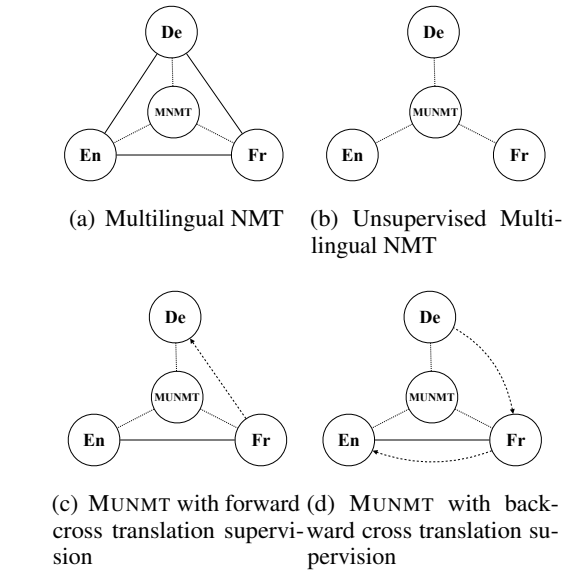 De
MNMT
En
Fr
(a) Multilingual NMT
De
MUNMT
En
Fr
(b) Unsupervised Multi-
lingual NMT
De
MUNMT
En
Fr
(c) MUNMT with forward
cross translation supervi-
sion
De
MUNMT
En
Fr
(d) MUNMT with back-
ward cross translation su-
pervision